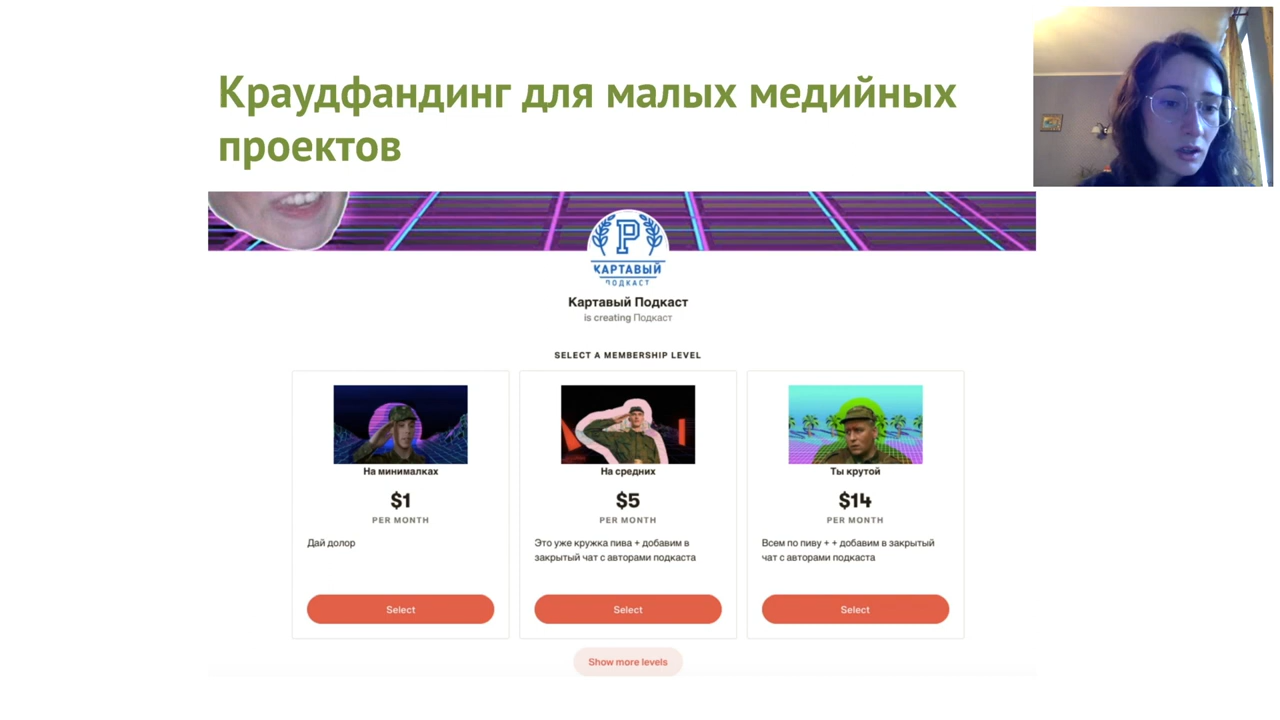 Краудфандинг для малых медийных
проектов
Р
КАРТАВЫЙ
ПОДКАСТ
Картавый Подкаст
is creating Подкаст
SELECT A MEMBERSHIP LEVEL
На минималках
$1
PER MONTH
Дай долор
Select
На средних
$5
PER MONTH
Это уже кружка пива + добавим в
закрытый чат с авторами подкаста
Select
Ты крутой
$14
PER MONTH
Всем по пиву + + добавим в закрытый
чат с авторами подкаста
Select
Show more levels